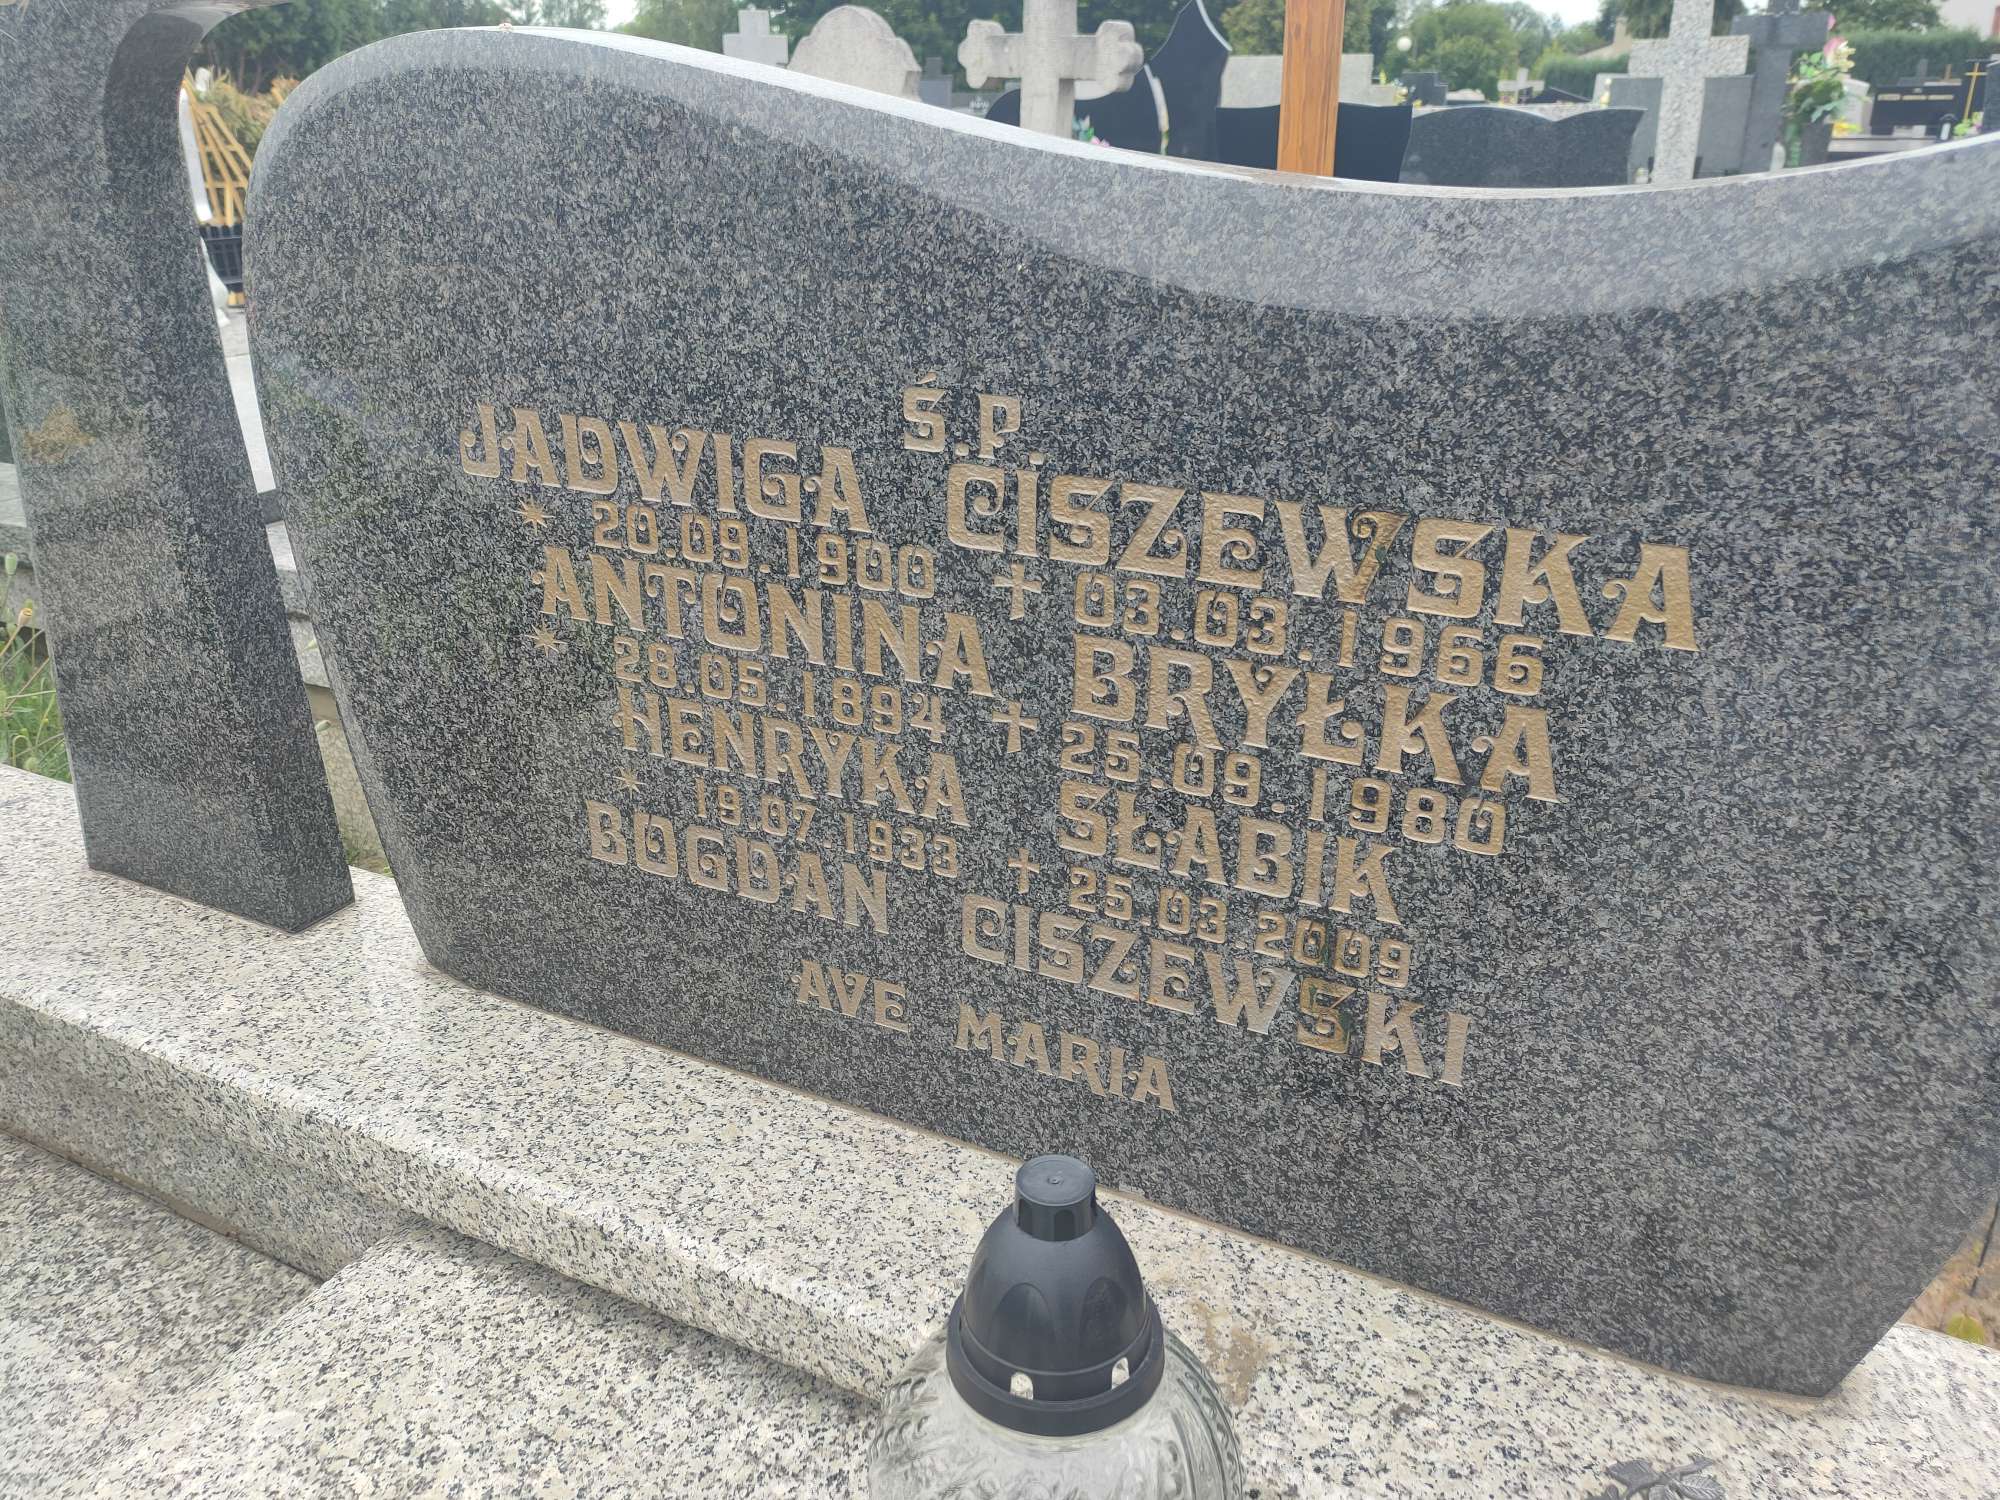 Ś.P.
JADWIGA CISZEWSKA
* 20.09.1900 † 03.03.1966
ANTONINA BRYŁKA
* 28.05.1894 † 25.09.1980
HENRYKA SŁABIK
* 19.07.1933 † 25.03.2009
BOGDAN CISZEWSKI
AVE MARIA